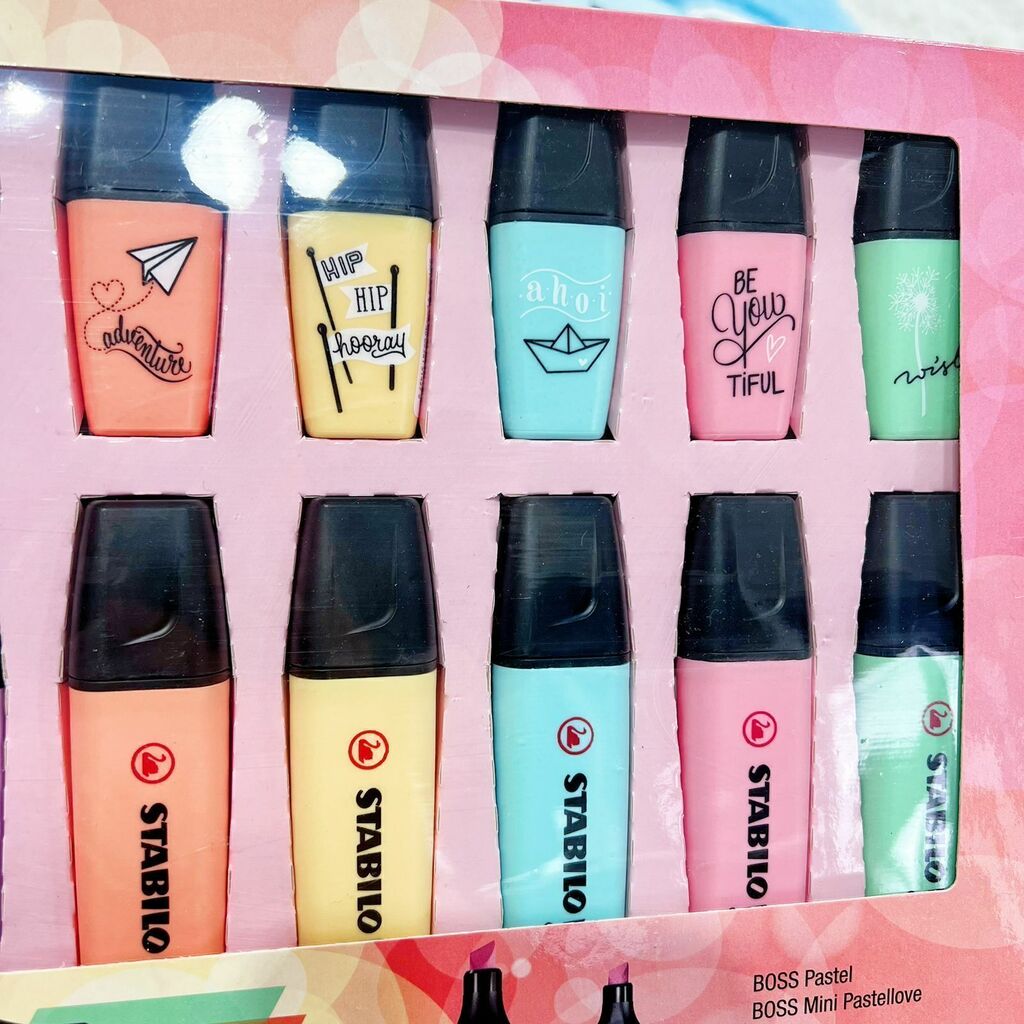 adventure
HIP
HIP
hooray
ahoi
BE
YOU
TiFUL
STABILO
STABILO
STABILO
STABILO
STABILO
BOSS Pastel
BOSS Mini Pastellove